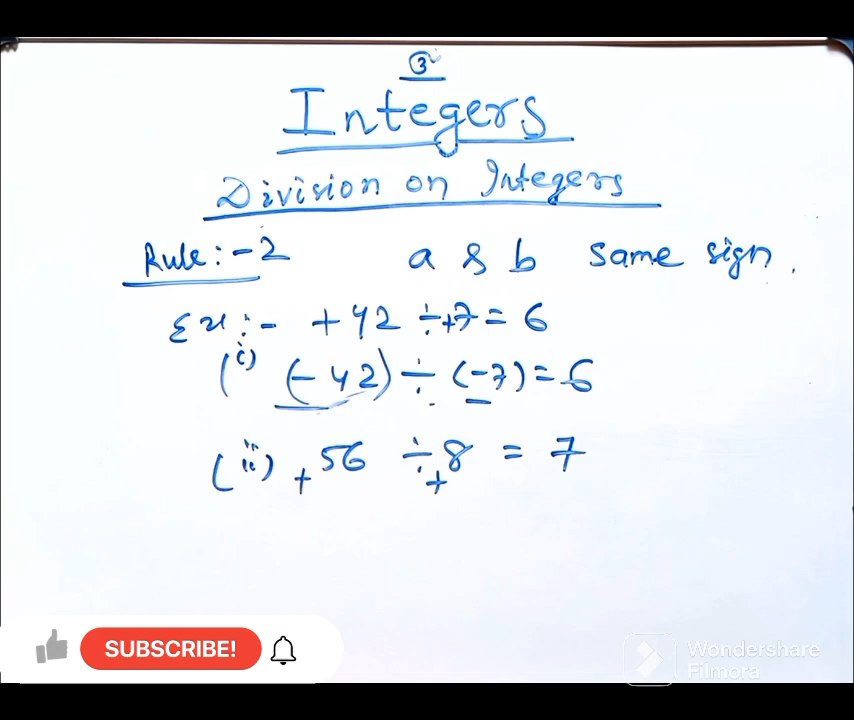 3
Integers
Division on Integers
Rule:-2 a & b same sign.
Ex:- +42 ÷ +7 = 6
(i) (-42) ÷ (-7) = 6
(ii) +56 ÷ +8 = 7
SUBSCRIBE!
Wondershare
Filmora